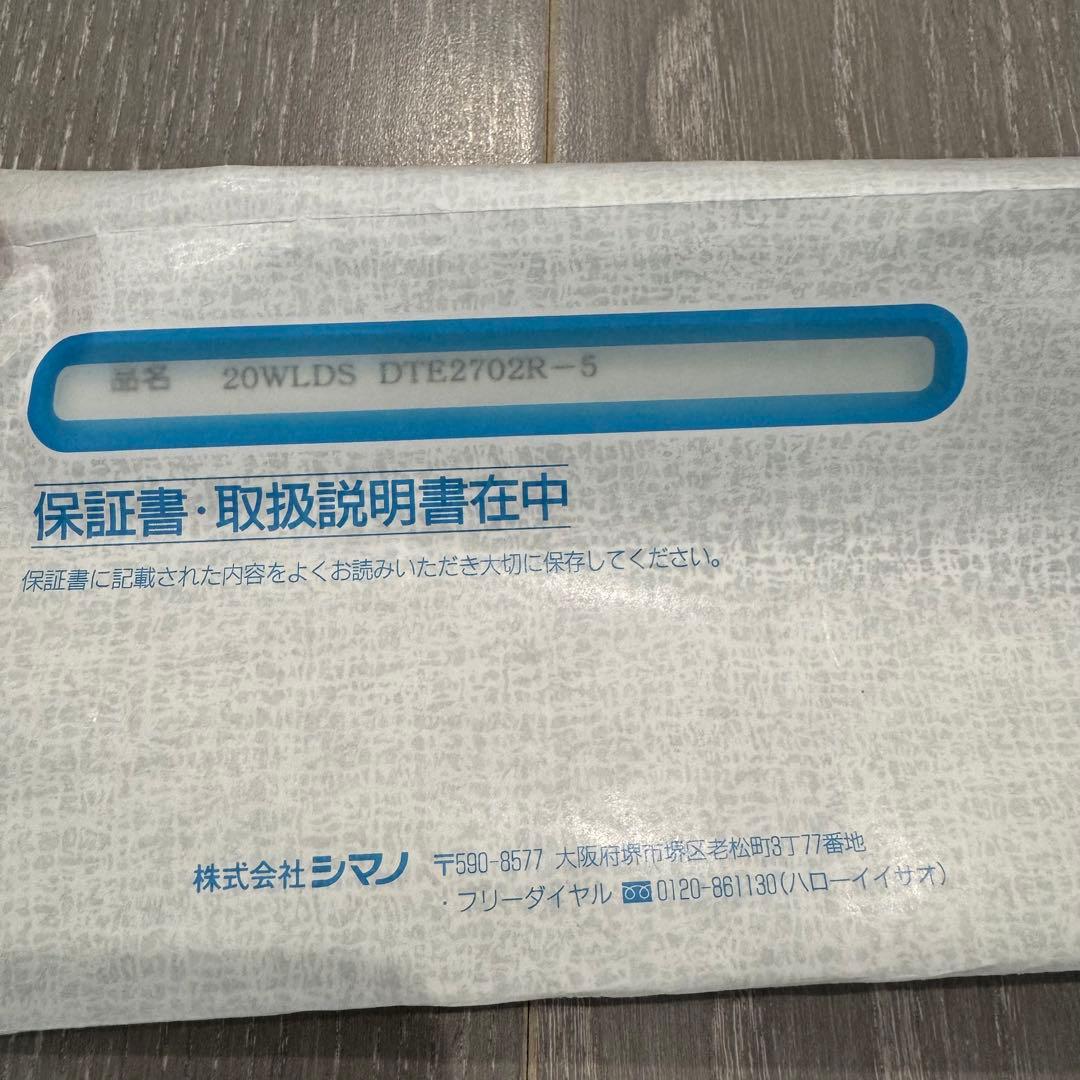 品名 20WLDS DTE2702R-5
保証書・取扱説明書在中
保証書に記載された内容をよくお読みいただき大切に保存してください。
株式会社シマノ 〒590-8577 大阪府堺市堺区老松町3丁77番地
・フリーダイヤル 0120-861130(ハローイイサオ)